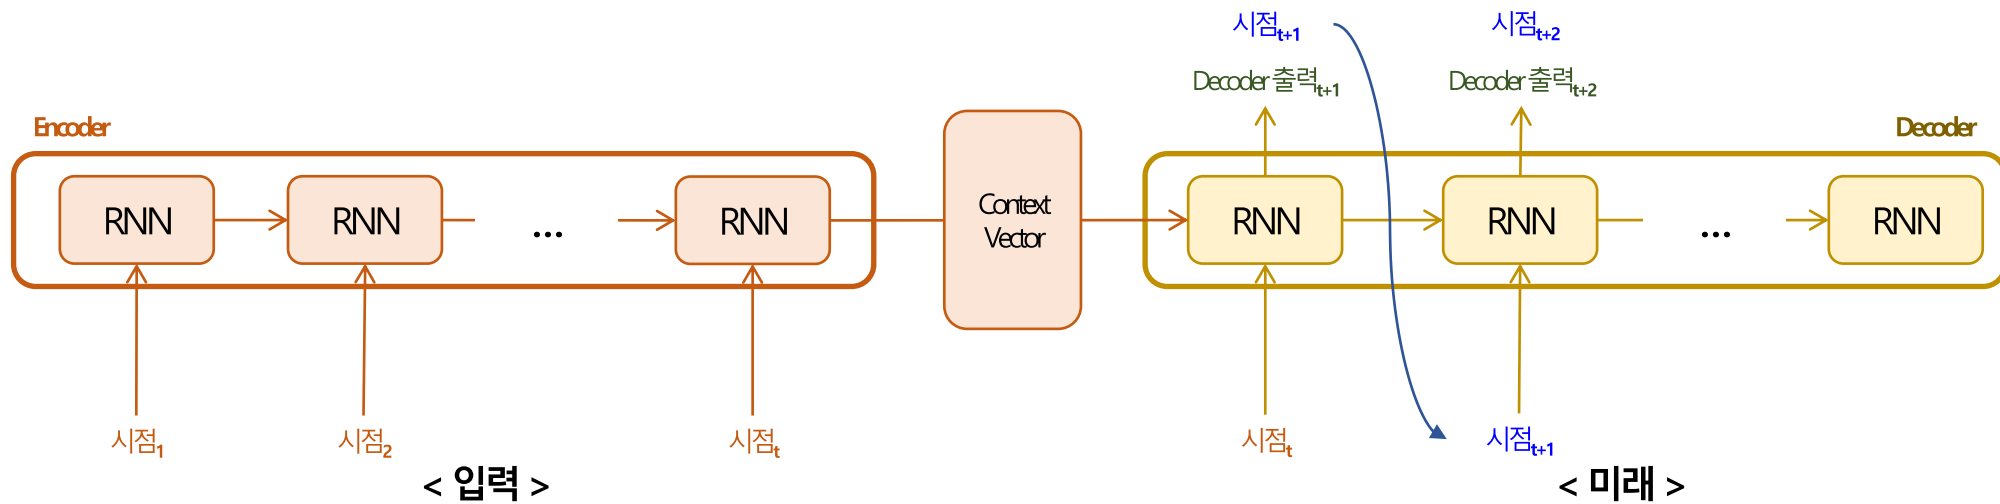 시점t+1
시점t+2
Decoder 출력t+1
Decoder 출력t+2
Encoder
Decoder
RNN
RNN
...
RNN
Context
Vector
RNN
RNN
...
RNN
시점1
시점2
시점t
시점t
시점t+1
< 입력 >
< 미래 >